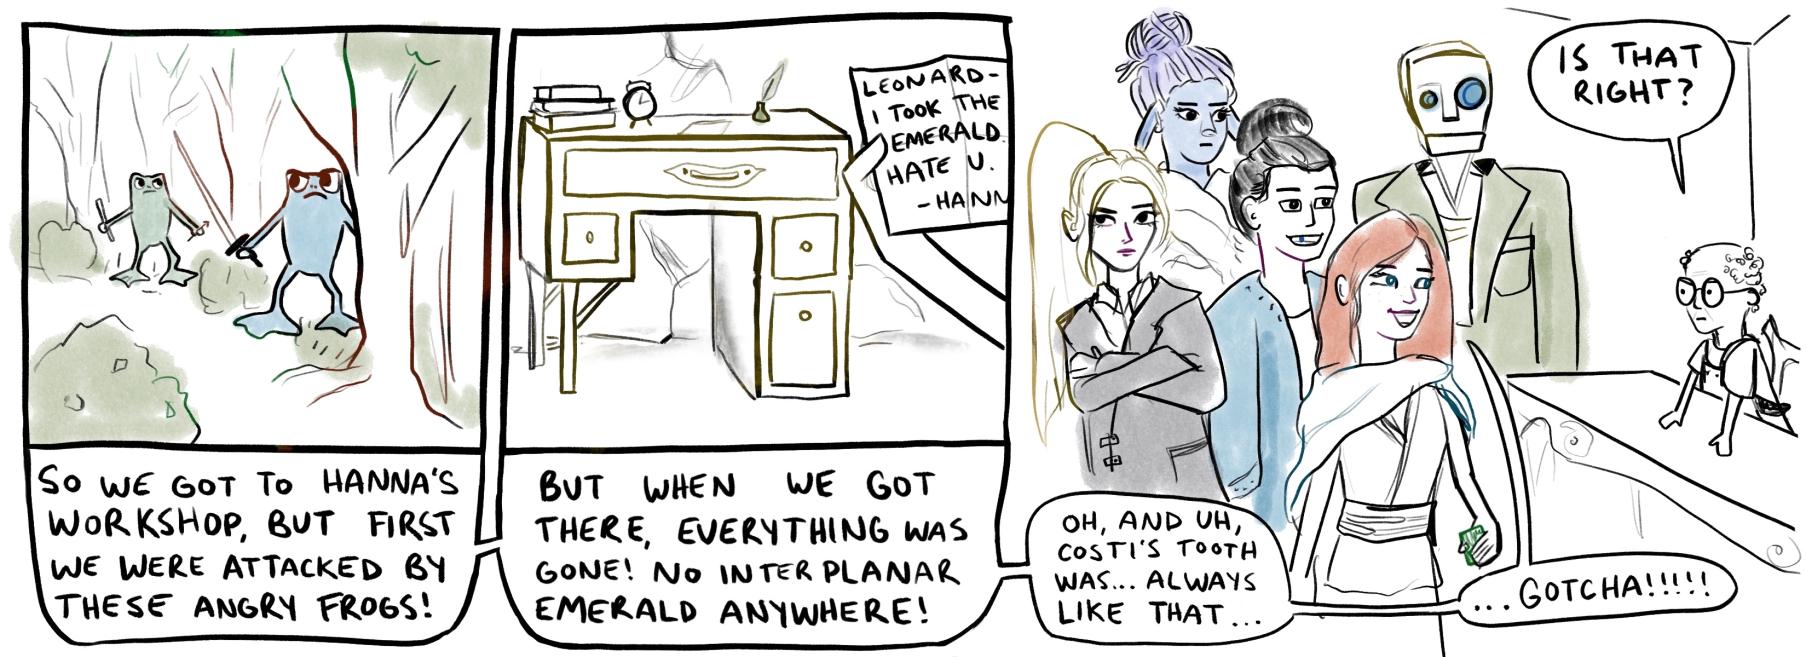 SO WE GOT TO HANNA'S
WORKSHOP, BUT FIRST
WE WERE ATTACKED BY
THESE ANGRY FROGS!
LEONARD-
I TOOK THE
EMERALD.
HATE U.
-HANN
BUT WHEN WE GOT
THERE, EVERYTHING WAS
GONE! NO INTERPLANAR
EMERALD ANYWHERE!
IS THAT
RIGHT?
OH, AND UH,
COSTI'S TOOTH
WAS... ALWAYS
LIKE THAT...
...GOTCHA!!!!!